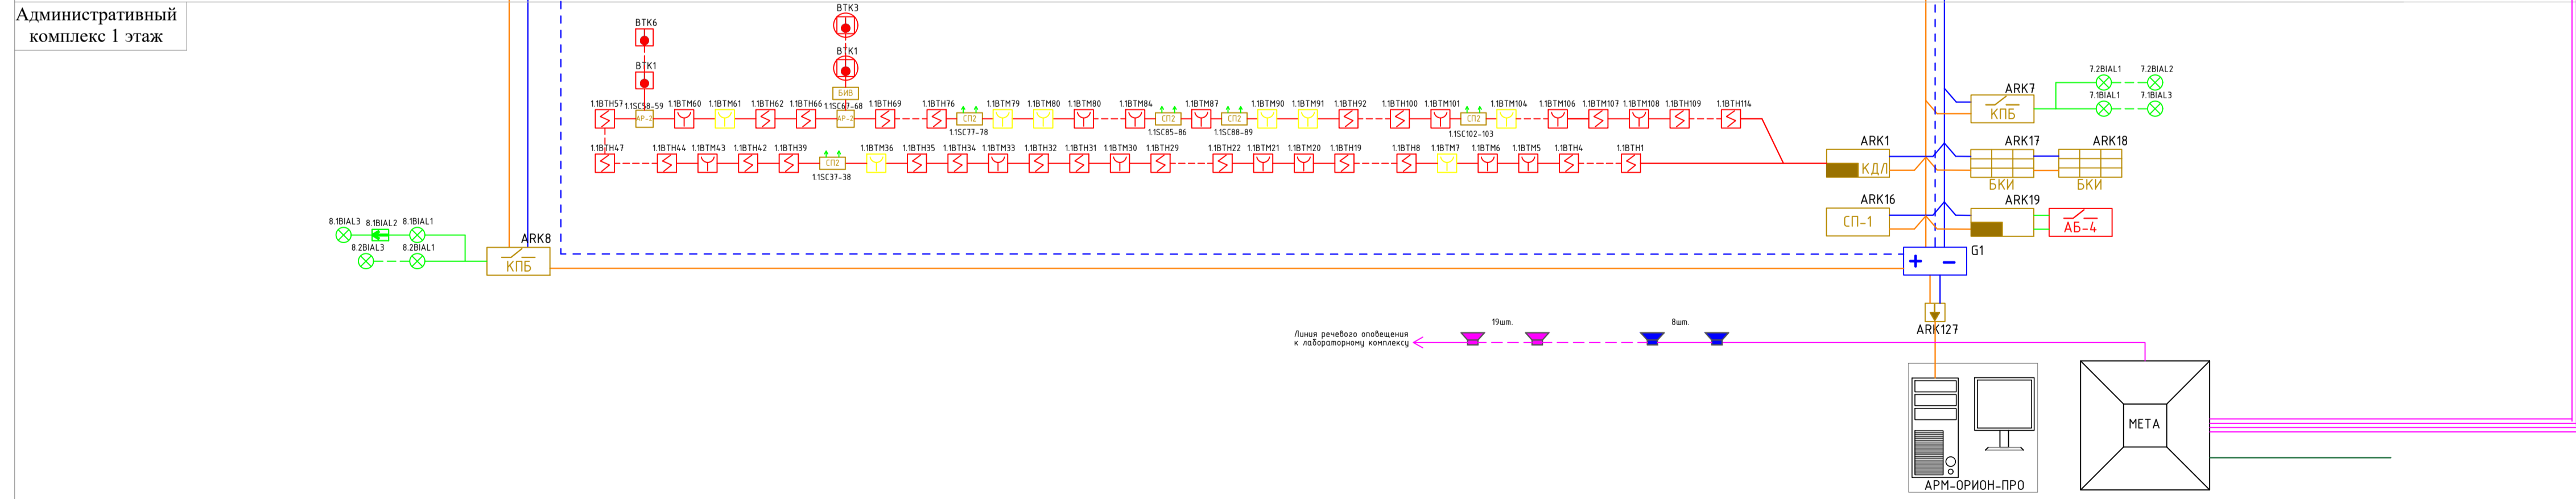 Административный
комплекс 1 этаж
ВТК6
ВТК1
ВТК3
ВТК1
БИВ
1.1ВТН57
1.1SC58-59
1.1ВТМ60
1.1ВТМ61
1.1ВТН62
1.1ВТН66
1.1SC67-68
1.1ВТН69
1.1ВТН76
1.1ВТМ79
1.1ВТМ80
1.1ВТМ80
1.1ВТМ84
1.1ВТМ87
1.1ВТМ90
1.1ВТМ91
1.1ВТН92
1.1ВТН100
1.1ВТМ101
1.1ВТМ104
1.1ВТМ106
1.1ВТМ107
1.1ВТМ108
1.1ВТН109
1.1ВТН114
АР-2
АР-2
СП2
СП2
СП2
СП2
1.1SC77-78
1.1SC85-86
1.1SC88-89
1.1SC102-103
1.1ВТН47
1.1ВТН44
1.1ВТМ43
1.1ВТН42
1.1ВТН39
СП2
1.1SC37-38
1.1ВТМ36
1.1ВТН35
1.1ВТН34
1.1ВТМ33
1.1ВТН32
1.1ВТН31
1.1ВТМ30
1.1ВТН29
1.1ВТН22
1.1ВТМ21
1.1ВТМ20
1.1ВТН19
1.1ВТН8
1.1ВТМ7
1.1ВТМ6
1.1ВТМ5
1.1ВТН4
1.1ВТН1
ARK7
КПБ
7.2BIAL1
7.2BIAL2
7.1BIAL1
7.1BIAL3
ARK1
КДЛ
ARK17
БКИ
ARK18
БКИ
ARK16
СП-1
ARK19
АБ-4
8.1BIAL3
8.1BIAL2
8.1BIAL1
8.2BIAL3
8.2BIAL1
ARK8
КПБ
+ −
G1
ARK127
Линия речевого оповещения
к лабораторному комплексу
19шт.
8шт.
АРМ-ОРИОН-ПРО
МЕТА